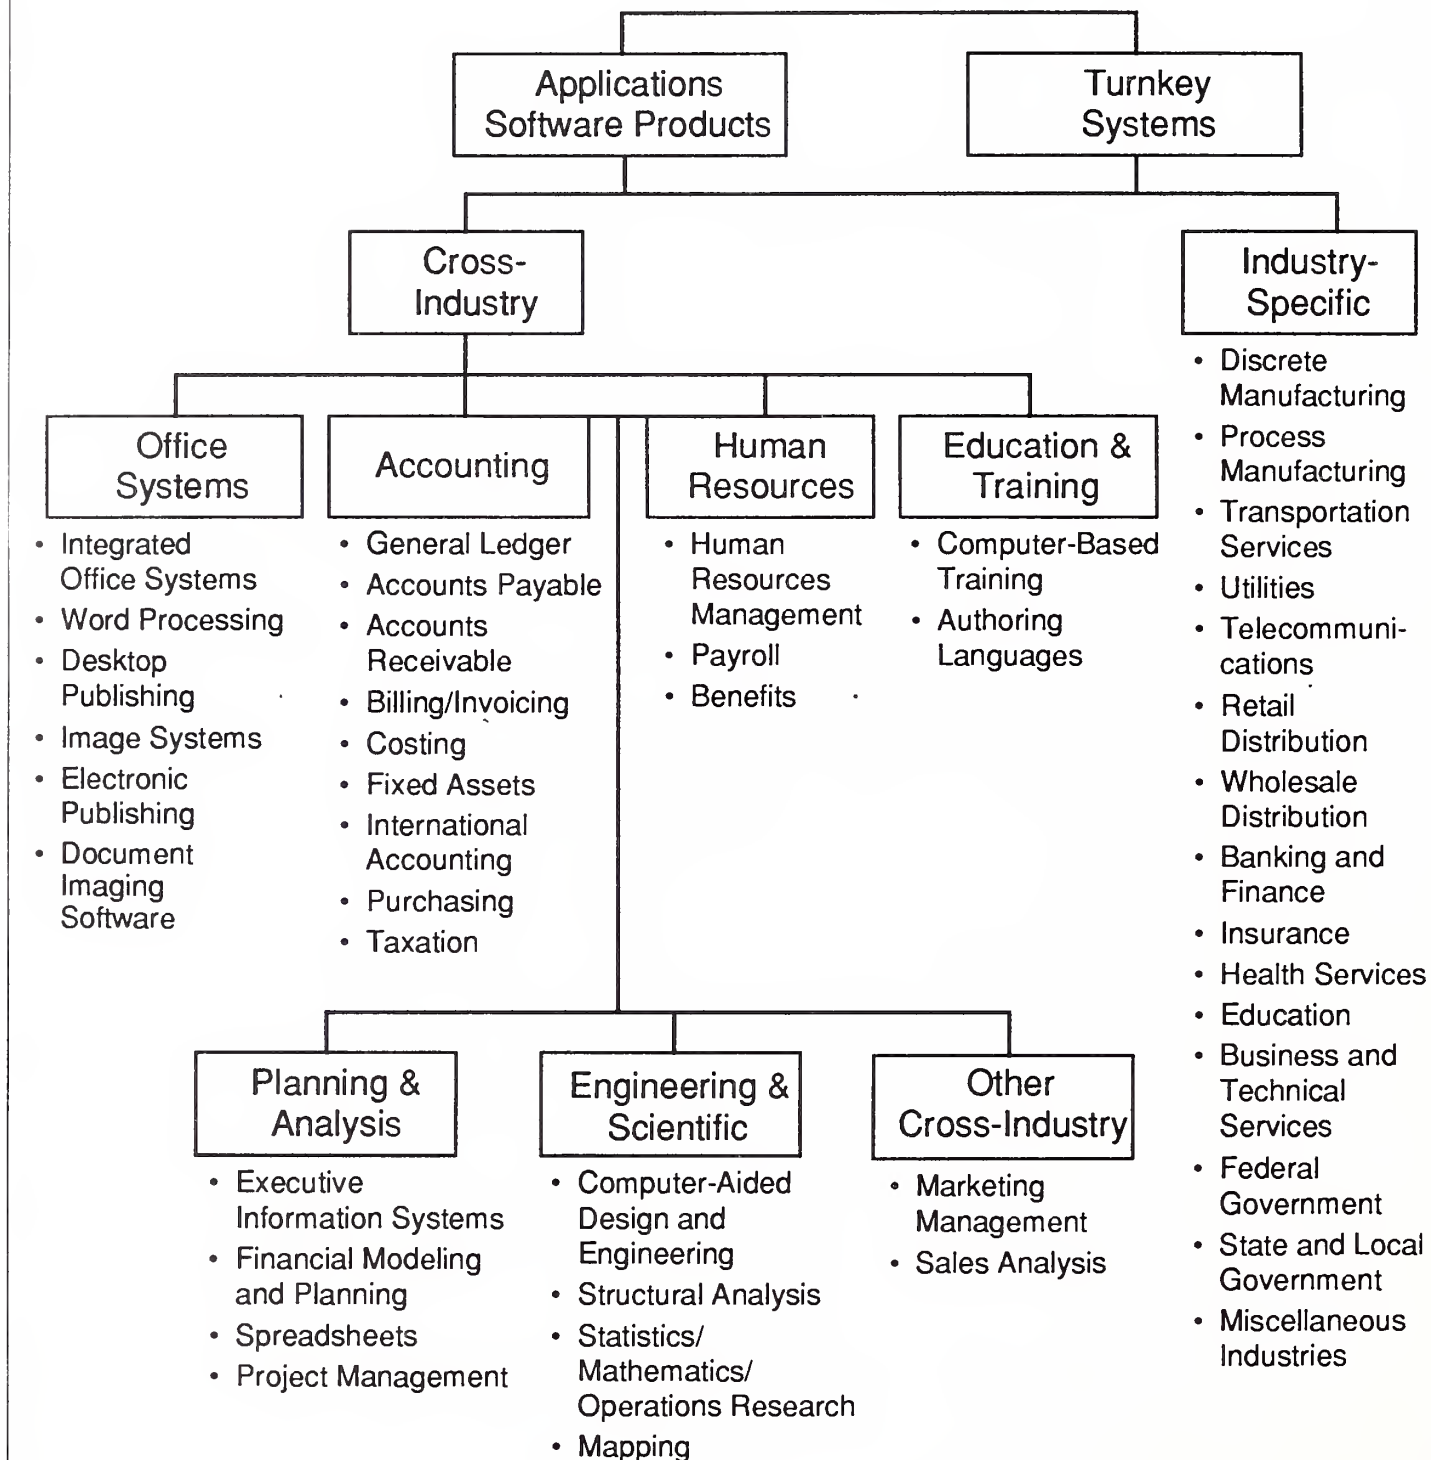 Applications
Software Products
Turnkey
Systems
Cross-
Industry
Industry-
Specific
• Discrete
Manufacturing
• Process
Manufacturing
• Transportation
Services
• Utilities
• Telecommuni-
cations
• Retail
Distribution
• Wholesale
Distribution
• Banking and
Finance
• Insurance
• Health Services
• Education
• Business and
Technical
Services
• Federal
Government
• State and Local
Government
• Miscellaneous
Industries
Office
Systems
• Integrated
Office Systems
• Word Processing
• Desktop
Publishing
• Image Systems
• Electronic
Publishing
• Document
Imaging
Software
Accounting
• General Ledger
• Accounts Payable
• Accounts
Receivable
• Billing/Invoicing
• Costing
• Fixed Assets
• International
Accounting
• Purchasing
• Taxation
Human
Resources
• Human
Resources
Management
• Payroll
• Benefits
Education &
Training
• Computer-Based
Training
• Authoring
Languages
Planning &
Analysis
• Executive
Information Systems
• Financial Modeling
and Planning
• Spreadsheets
• Project Management
Engineering &
Scientific
• Computer-Aided
Design and
Engineering
• Structural Analysis
• Statistics/
Mathematics/
Operations Research
• Mapping
Other
Cross-Industry
• Marketing
Management
• Sales Analysis